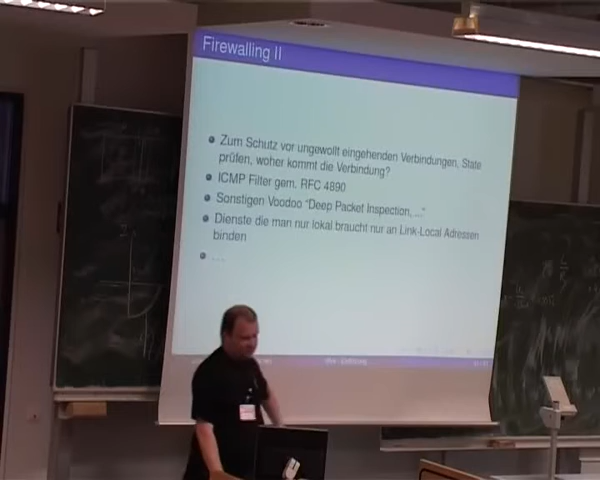 Firewalling II
Zum Schutz vor ungewollt eingehenden Verbindungen, State
prüfen, woher kommt die Verbindung?
ICMP Filter gem. RFC 4890
Sonstigen Voodoo "Deep Packet Inspection, ..."
Dienste die man nur lokal braucht nur an Link-Local Adressen
binden
...